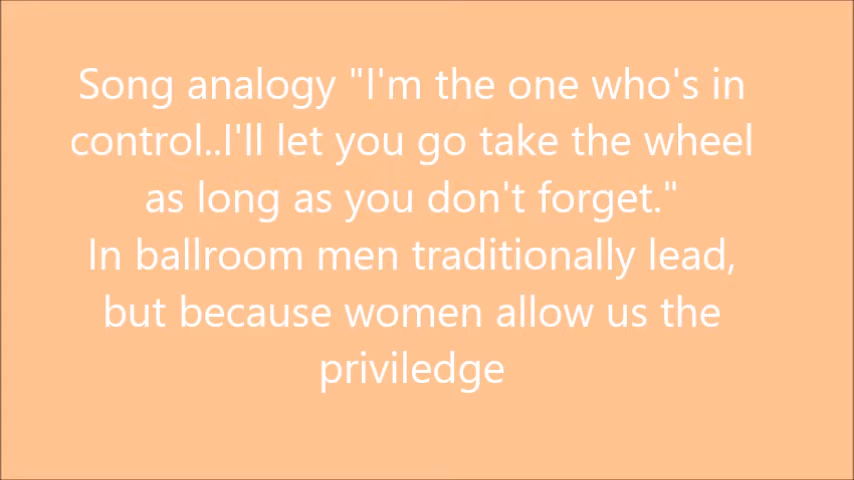 Song analogy "I'm the one who's in
control..I'll let you go take the wheel
as long as you don't forget."
In ballroom men traditionally lead,
but because women allow us the
priviledge